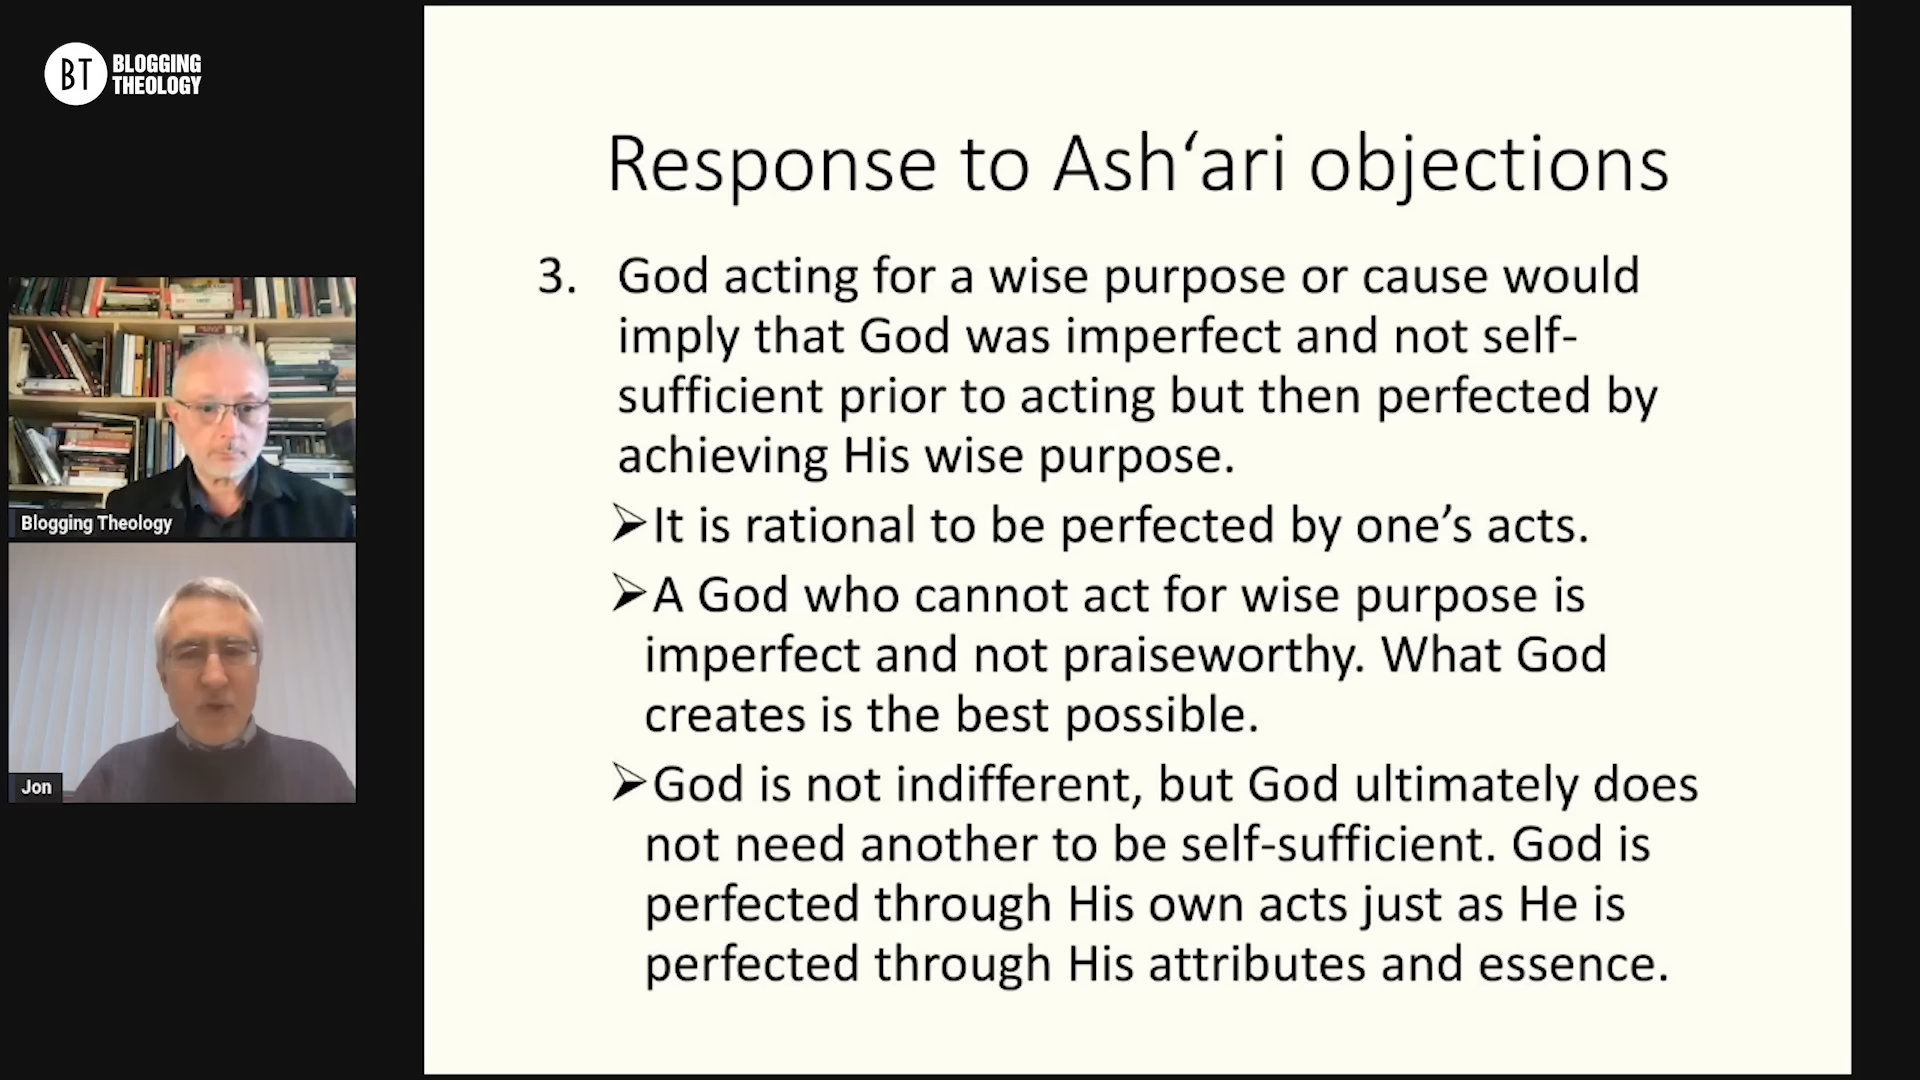 BT BLOGGING
THEOLOGY
Response to Ash‘ari objections
3. God acting for a wise purpose or cause would
imply that God was imperfect and not self-
sufficient prior to acting but then perfected by
achieving His wise purpose.
➢It is rational to be perfected by one’s acts.
➢A God who cannot act for wise purpose is
imperfect and not praiseworthy. What God
creates is the best possible.
➢God is not indifferent, but God ultimately does
not need another to be self-sufficient. God is
perfected through His own acts just as He is
perfected through His attributes and essence.
Blogging Theology
Jon